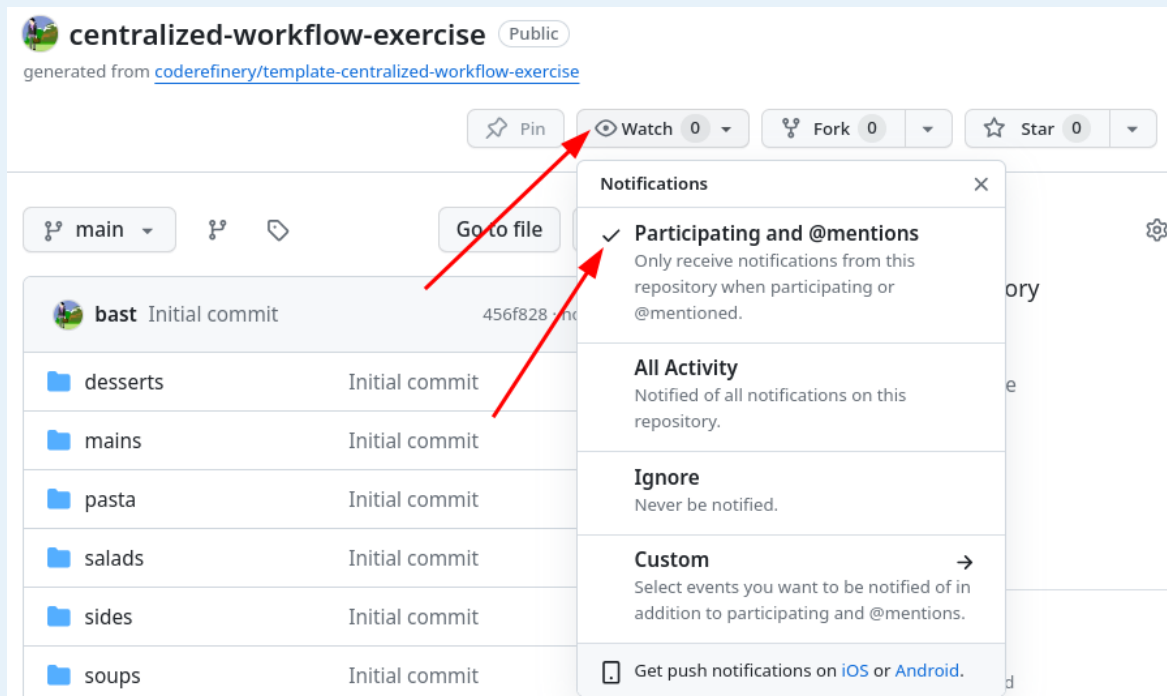 centralized-workflow-exercise Public
generated from coderefinery/template-centralized-workflow-exercise
Pin Watch 0 Fork 0 Star 0
Notifications
main Go to file
Participating and @mentions
Only receive notifications from this
repository when participating or
@mentioned.
bast Initial commit 456f828 ·
All Activity
Notified of all notifications on this
repository.
desserts Initial commit
mains Initial commit
Ignore
Never be notified.
pasta Initial commit
Custom
Select events you want to be notified of in
addition to participating and @mentions.
salads Initial commit
sides Initial commit
soups Initial commit
Get push notifications on iOS or Android.